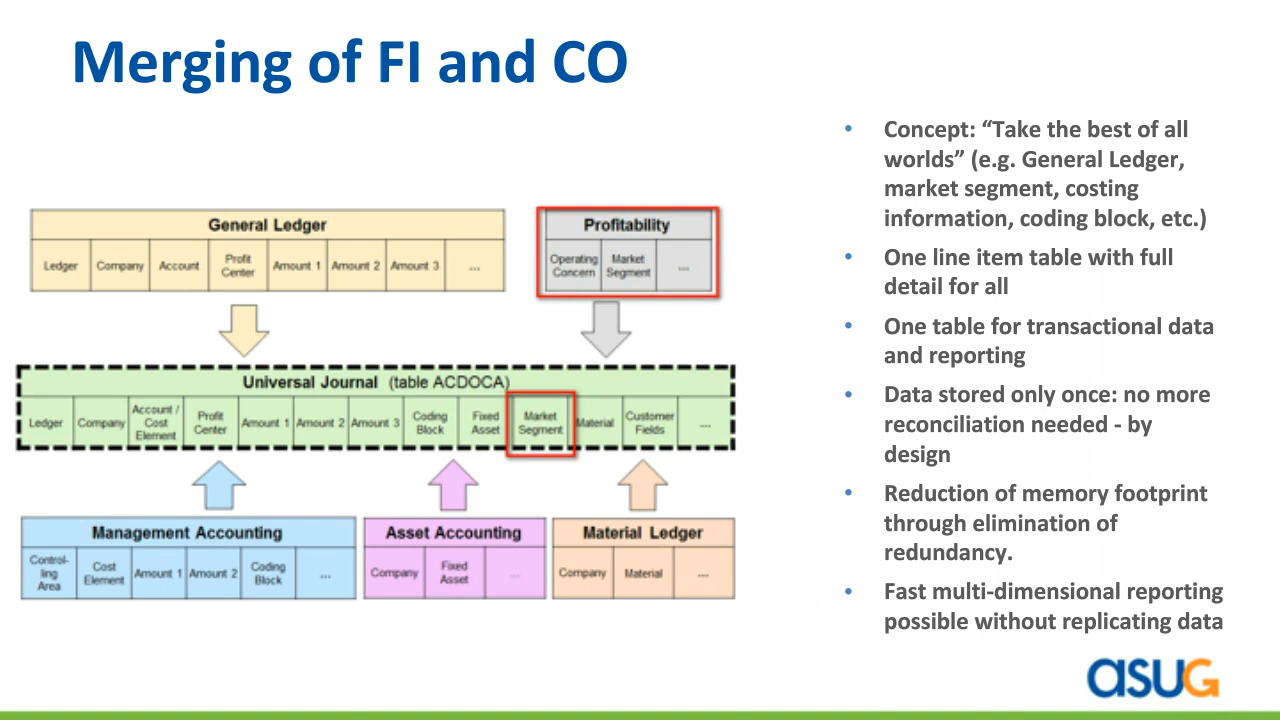 Merging of FI and CO
General Ledger
Ledger Company Account Profit Center Amount 1 Amount 2 Amount 3 ...
Profitability
Operating Concern Market Segment ...
Universal Journal (table ACDOCA)
Ledger Company Account / Cost Element Profit Center Amount 1 Amount 2 Amount 3 Coding Block Fixed Asset Market Segment Material Customer Fields ...
Management Accounting
Control- ling Area Cost Element Amount 1 Amount 2 Coding Block ...
Asset Accounting
Company Fixed Asset ...
Material Ledger
Company Material ...
• Concept: “Take the best of all
worlds” (e.g. General Ledger,
market segment, costing
information, coding block, etc.)
• One line item table with full
detail for all
• One table for transactional data
and reporting
• Data stored only once: no more
reconciliation needed - by
design
• Reduction of memory footprint
through elimination of
redundancy.
• Fast multi-dimensional reporting
possible without replicating data
asug